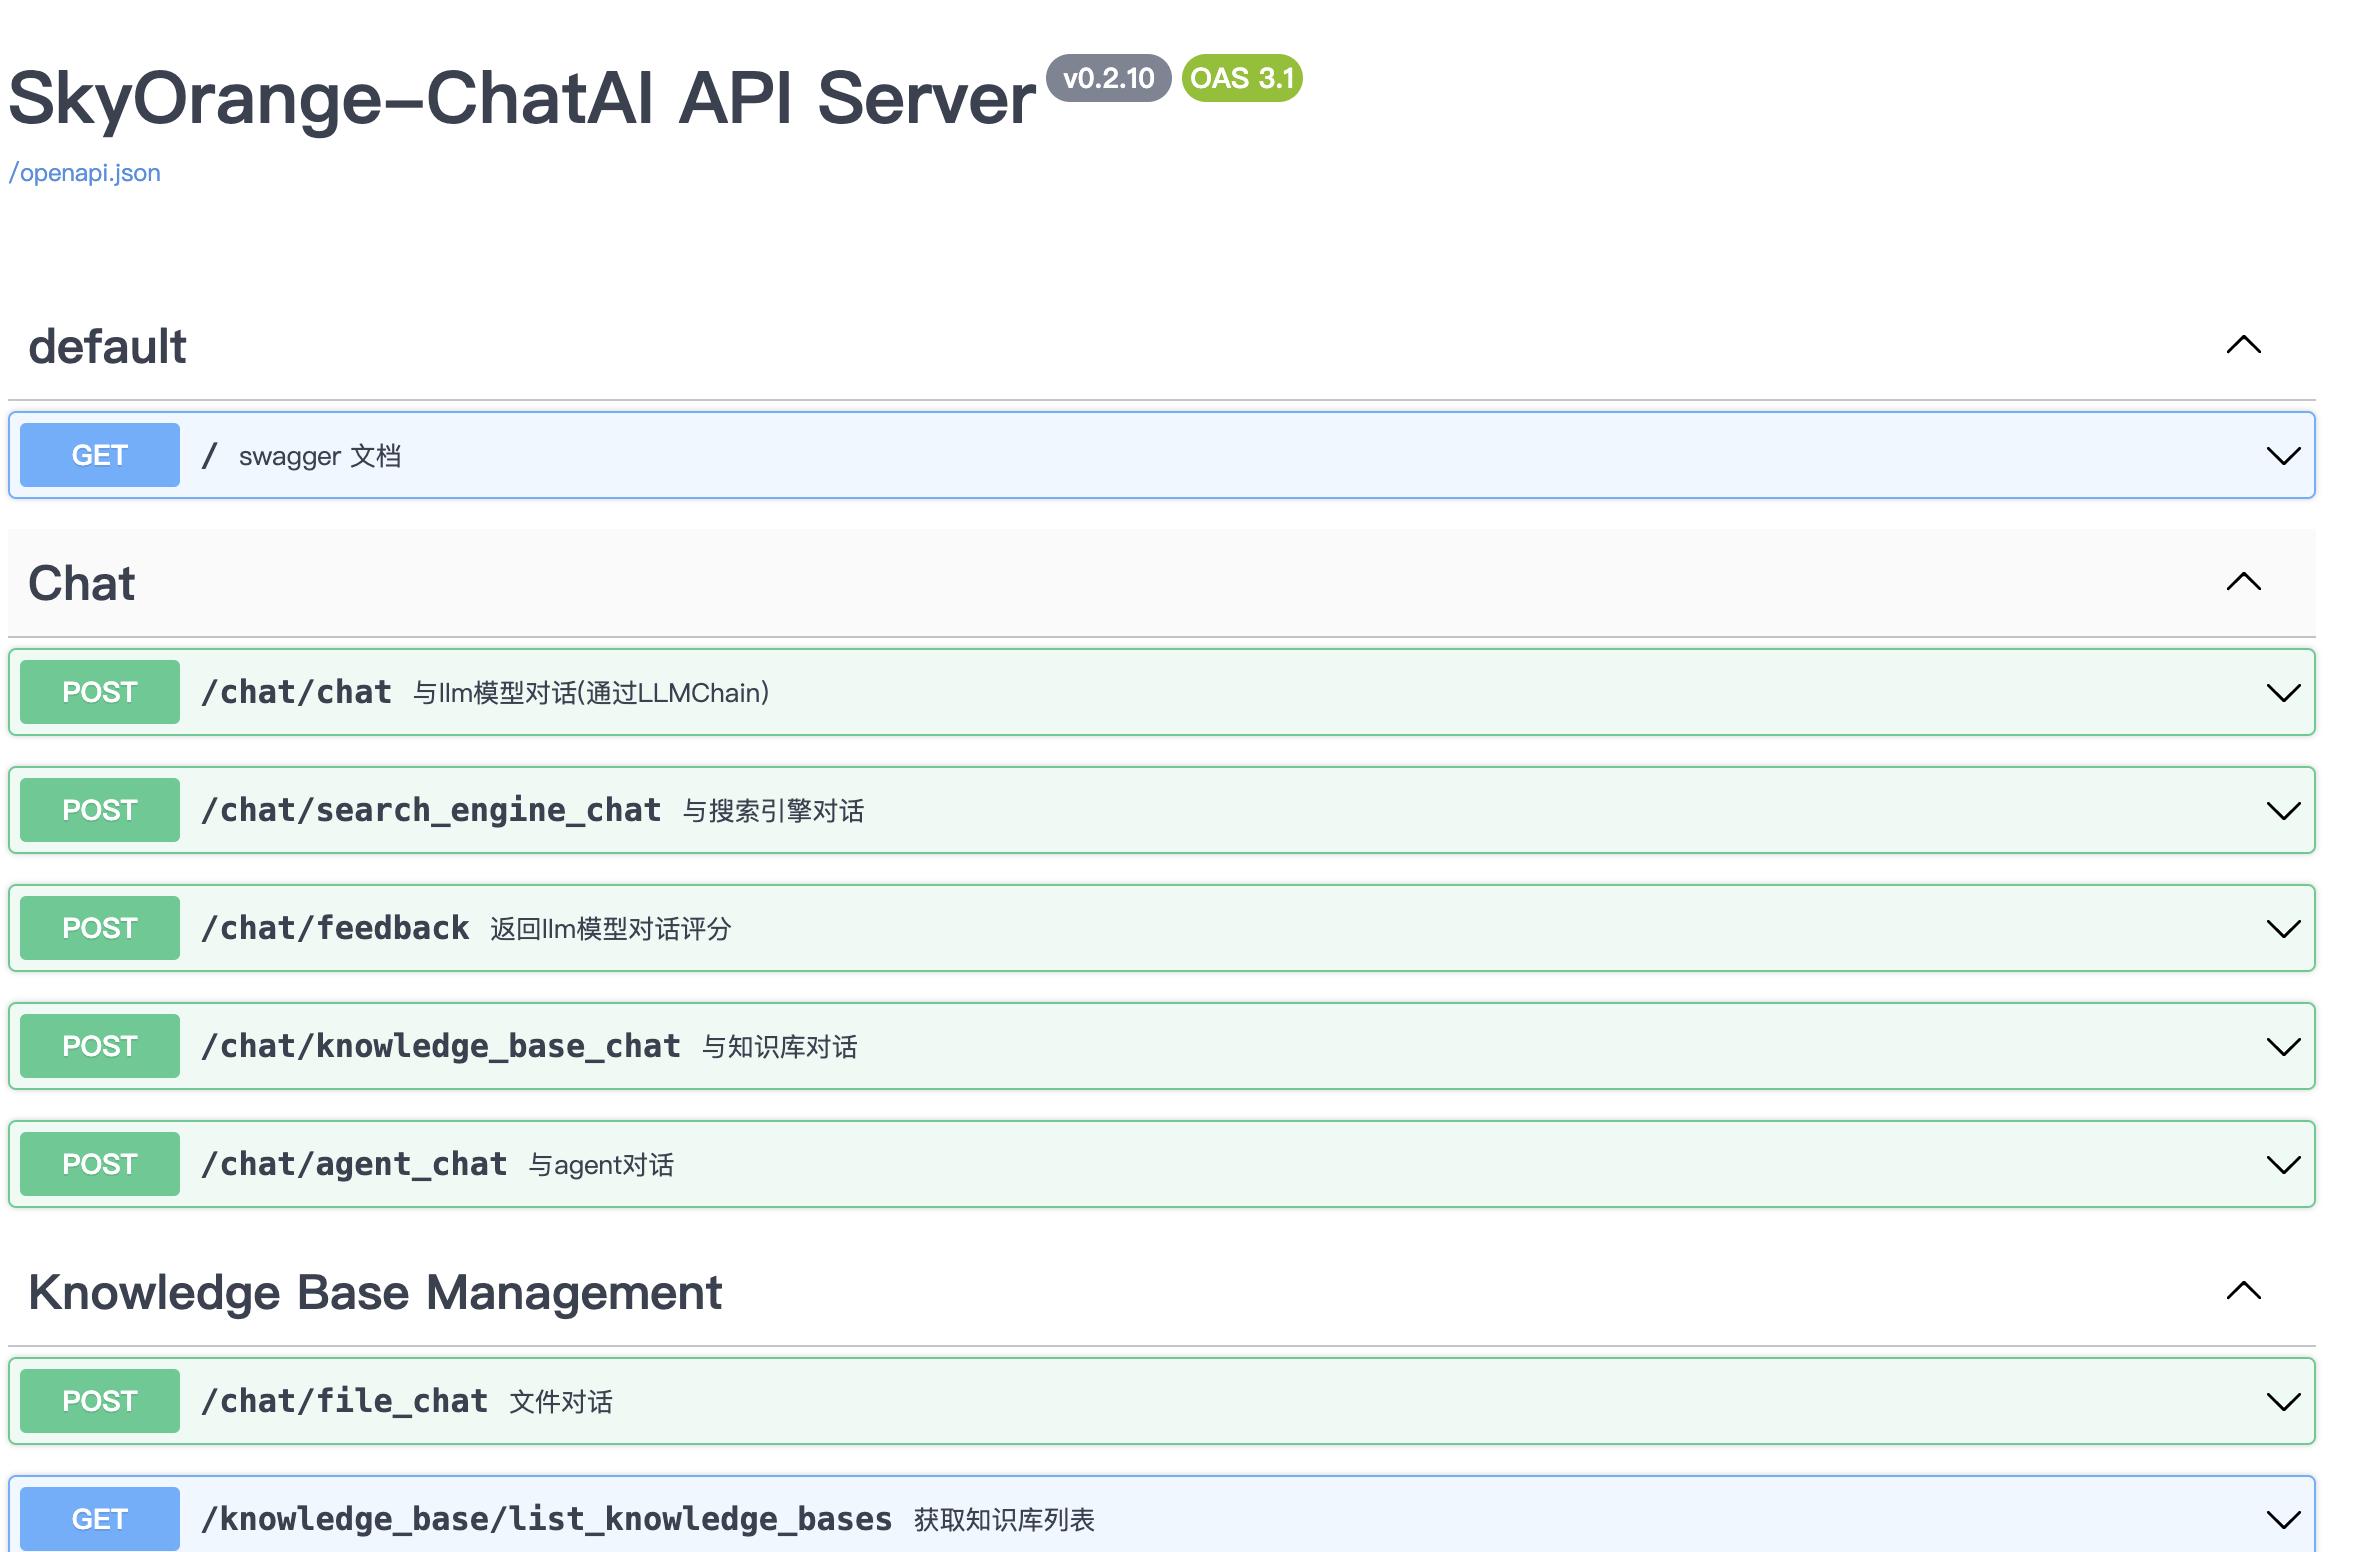 SkyOrange-ChatAI API Server v0.2.10 OAS 3.1
/openapi.json
default
GET / swagger 文档
Chat
POST /chat/chat 与llm模型对话(通过LLMChain)
POST /chat/search_engine_chat 与搜索引擎对话
POST /chat/feedback 返回llm模型对话评分
POST /chat/knowledge_base_chat 与知识库对话
POST /chat/agent_chat 与agent对话
Knowledge Base Management
POST /chat/file_chat 文件对话
GET /knowledge_base/list_knowledge_bases 获取知识库列表